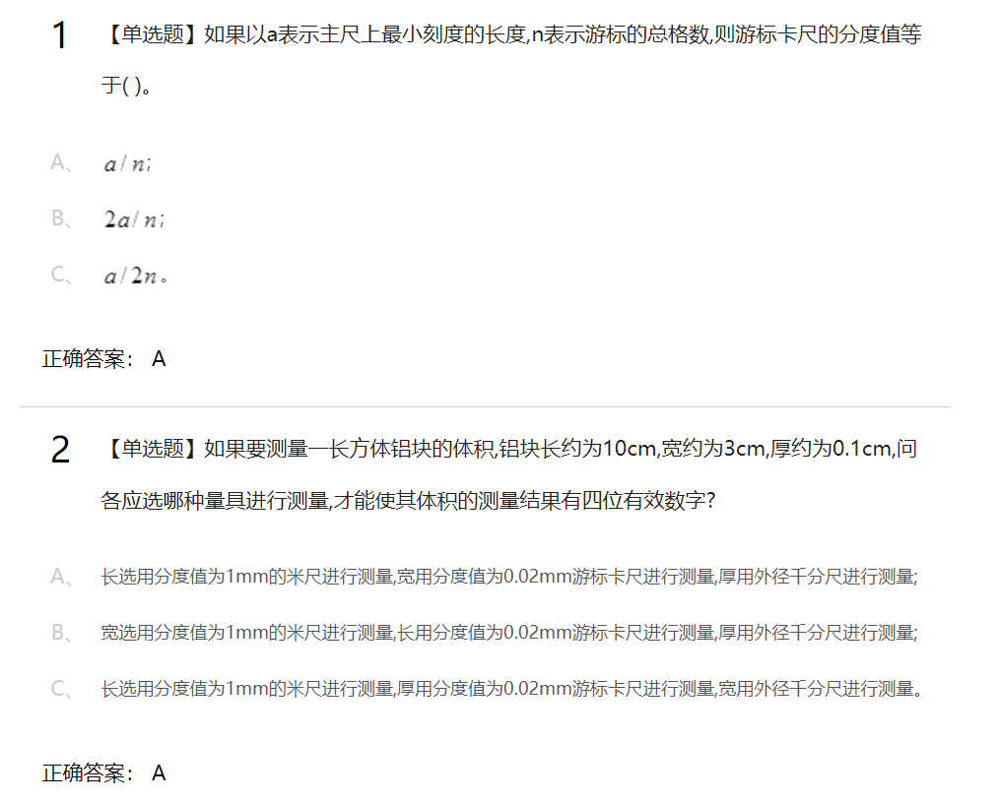 1 【单选题】如果以a表示主尺上最小刻度的长度,n表示游标的总格数,则游标卡尺的分度值等
于( )。
A、 a/n;
B、 2a/n;
C、 a/2n。
正确答案: A
2 【单选题】如果要测量一长方体铝块的体积,铝块长约为10cm,宽约为3cm,厚约为0.1cm,问
各应选哪种量具进行测量,才能使其体积的测量结果有四位有效数字?
A、 长选用分度值为1mm的米尺进行测量,宽用分度值为0.02mm游标卡尺进行测量,厚用外径千分尺进行测量;
B、 宽选用分度值为1mm的米尺进行测量,长用分度值为0.02mm游标卡尺进行测量,厚用外径千分尺进行测量;
C、 长选用分度值为1mm的米尺进行测量,厚用分度值为0.02mm游标卡尺进行测量,宽用外径千分尺进行测量。
正确答案: A